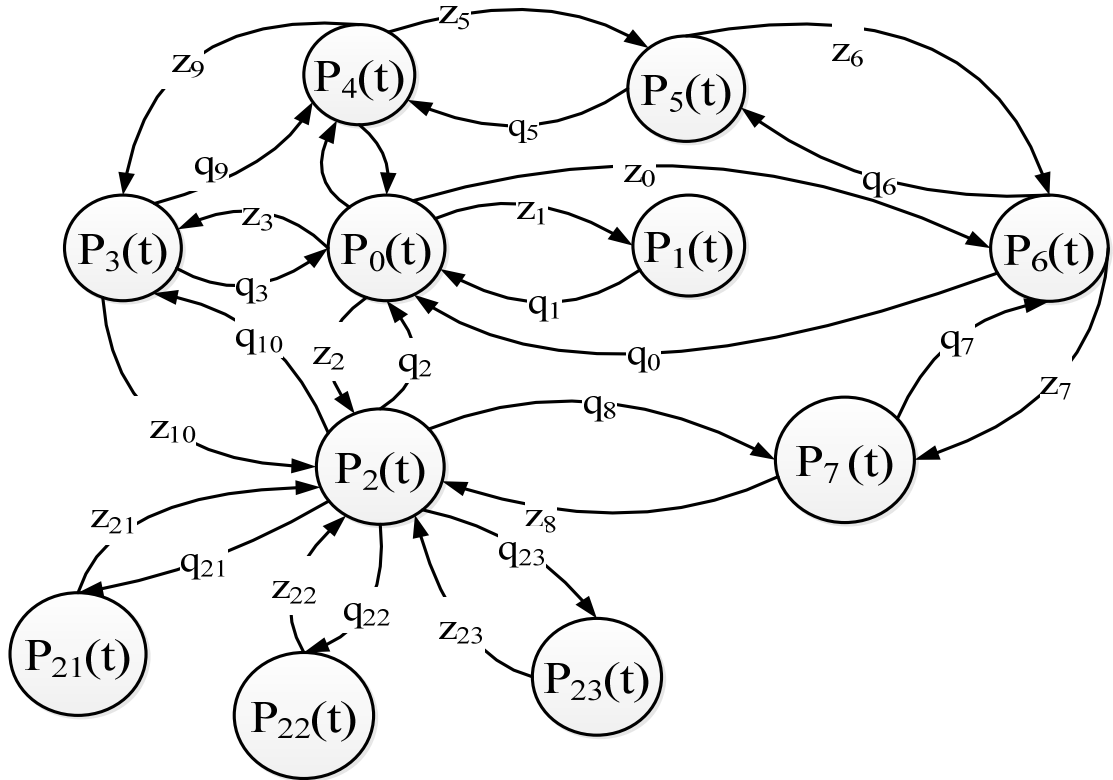 z5
z9
P4(t)
z6
P5(t)
q5
q9
z0
q6
z3
z1
P3(t)
P0(t)
P1(t)
P6(t)
q3
q1
q10
z2
q2
q0
q7
z7
q8
z10
P2(t)
P7 (t)
z21
z8
q21
q23
z22
q22
z23
P21(t)
P23(t)
P22(t)